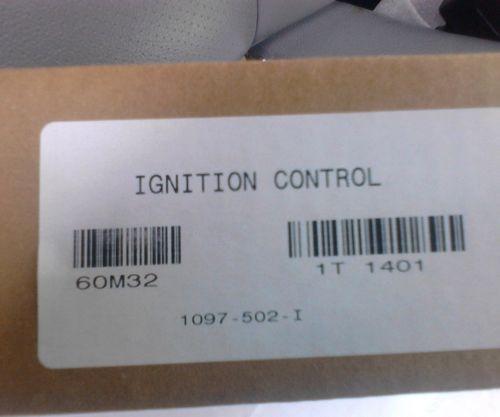 IGNITION CONTROL
60M32
1T 1401
1097-502-I